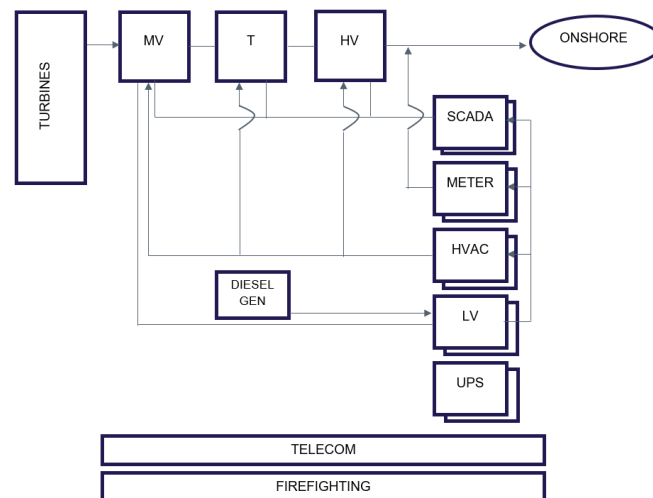 TURBINES
MV
T
HV
ONSHORE
SCADA
METER
HVAC
DIESEL
GEN
LV
UPS
TELECOM
FIREFIGHTING